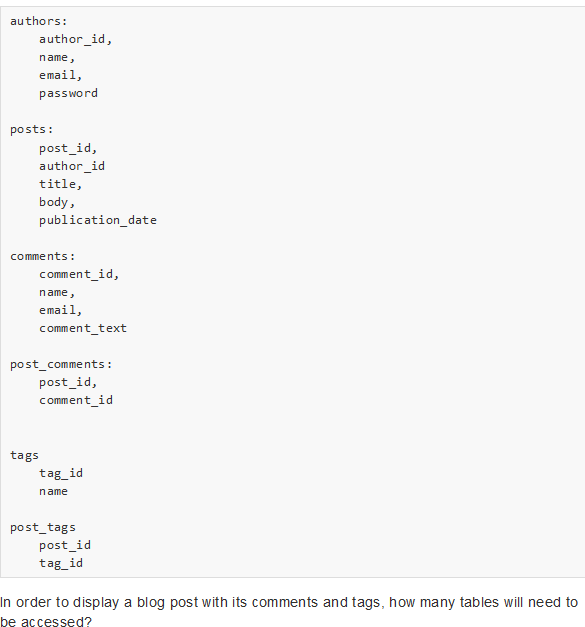 authors:
author_id,
name,
email,
password
posts:
post_id,
author_id
title,
body,
publication_date
comments:
comment_id,
name,
email,
comment_text
post_comments:
post_id,
comment_id
tags
tag_id
name
post_tags
post_id
tag_id
In order to display a blog post with its comments and tags, how many tables will need to
be accessed?